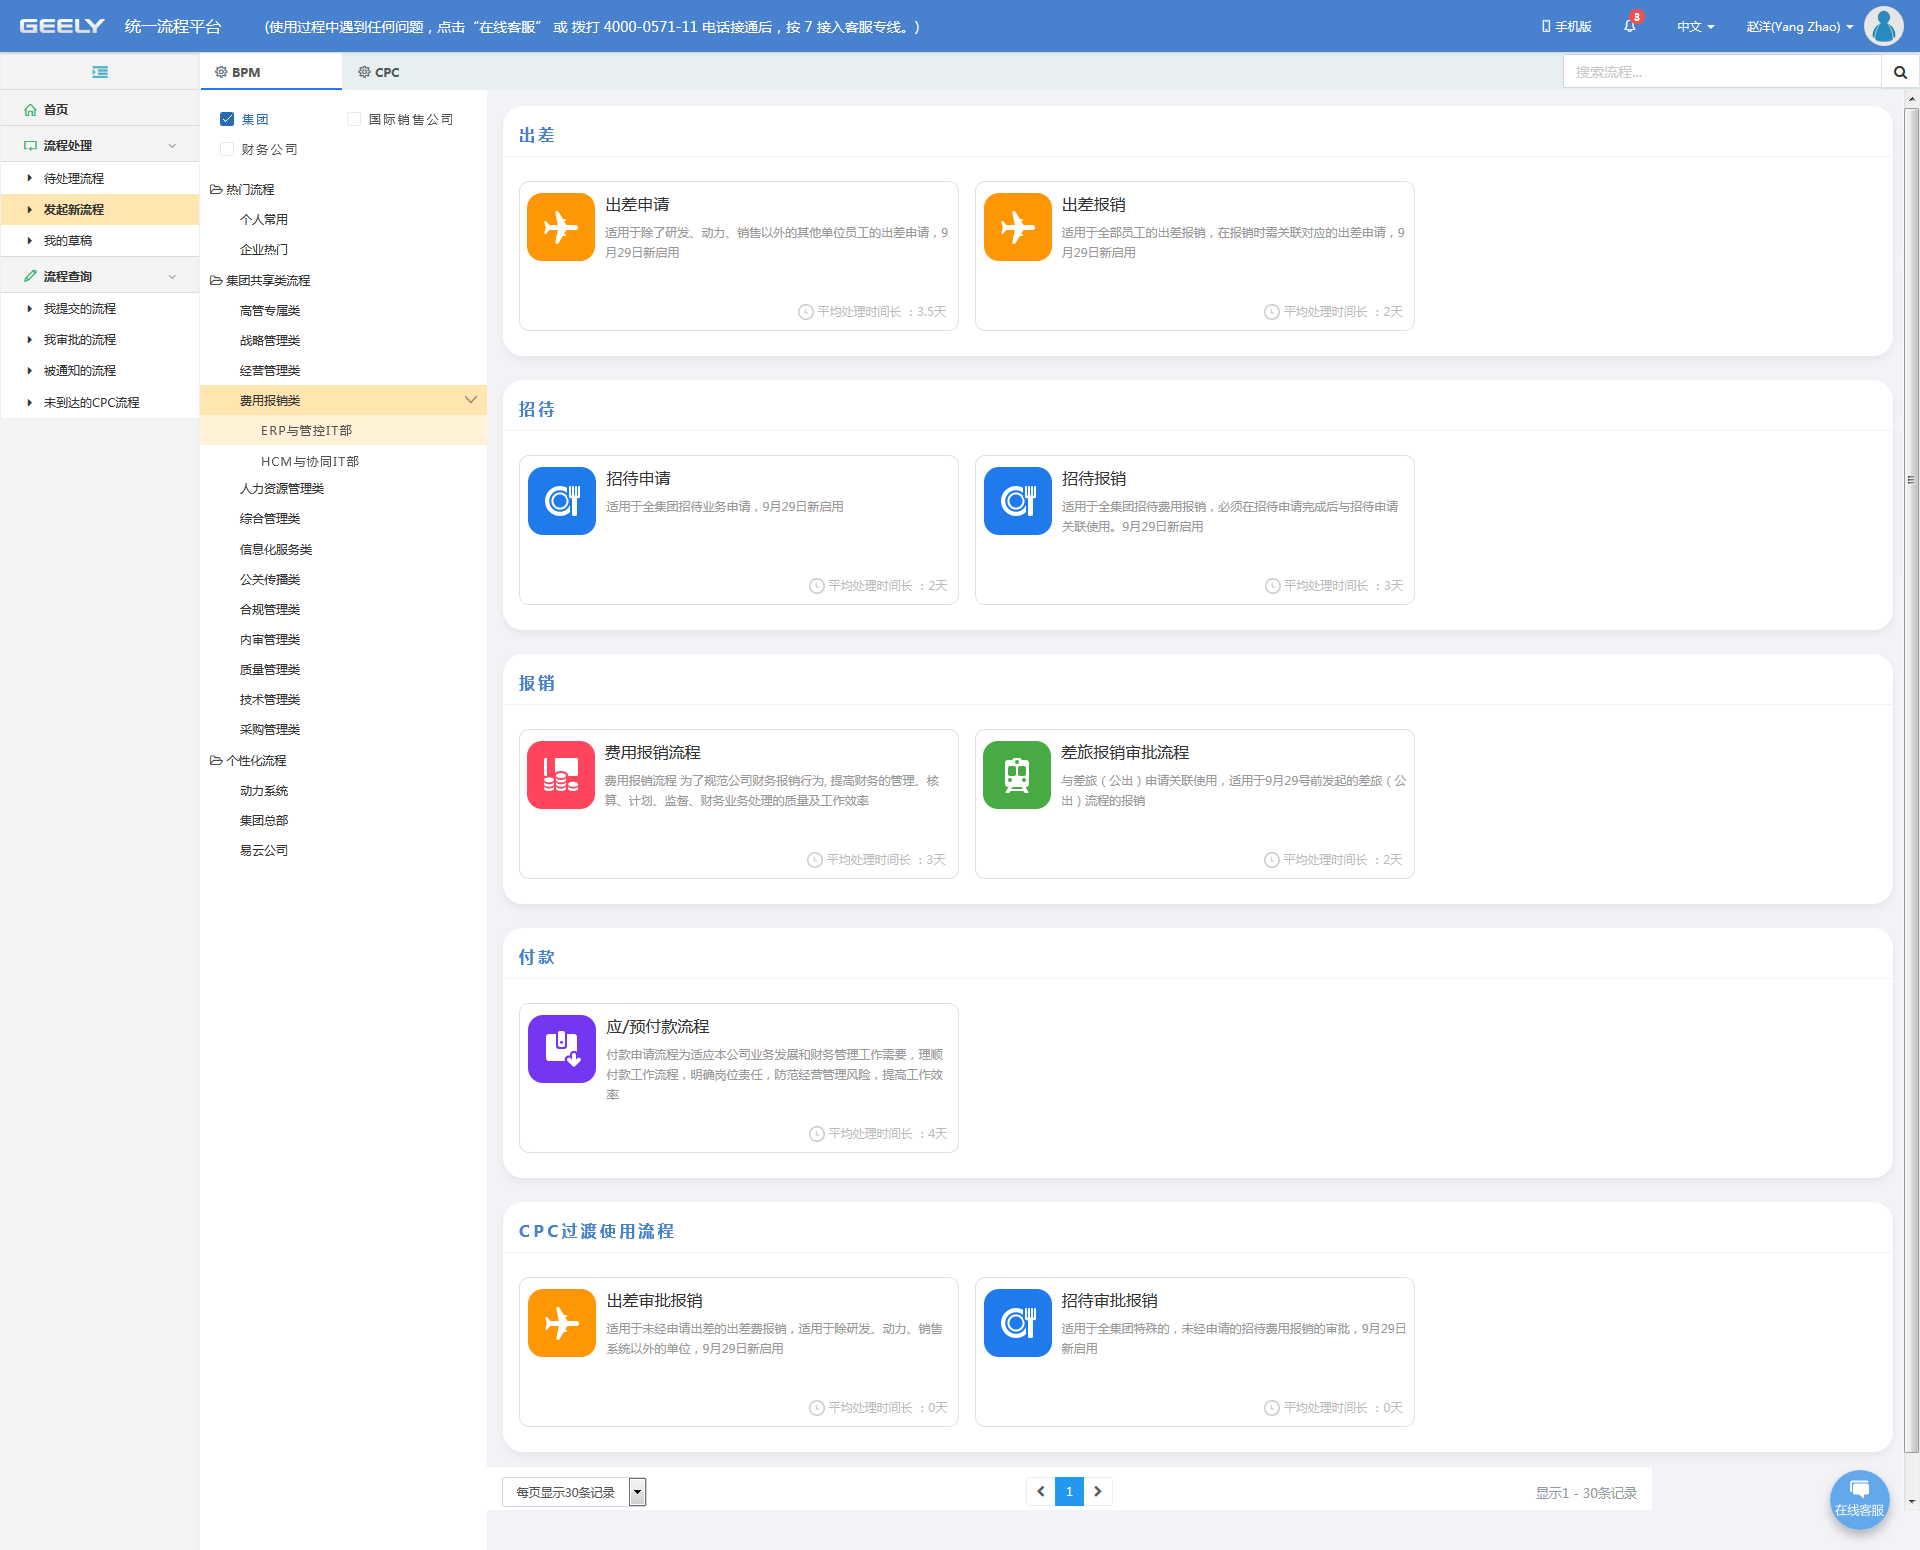 GEELY 统一流程平台 (使用过程中遇到任何问题，点击“在线客服” 或 拨打 4000-0571-11 电话接通后，按 7 接入客服专线。)
手机版 8 中文 赵洋(Yang Zhao)
BPM CPC
搜索流程...
首页
流程处理
待处理流程
发起新流程
我的草稿
流程查询
我提交的流程
我审批的流程
被通知的流程
未到达的CPC流程
集团 国际销售公司
财务公司
热门流程
个人常用
企业热门
集团共享类流程
高管专属类
战略管理类
经营管理类
费用报销类
ERP与管控IT部
HCM与协同IT部
人力资源管理类
综合管理类
信息化服务类
公关传播类
合规管理类
内审管理类
质量管理类
技术管理类
采购管理类
个性化流程
动力系统
集团总部
易云公司
出差
出差申请
适用于除了研发、动力、销售以外的其他单位员工的出差申请，9
月29日新启用
平均处理时间长 ：3.5天
出差报销
适用于全部员工的出差报销，在报销时需关联对应的出差申请，9
月29日新启用
平均处理时间长 ：2天
招待
招待申请
适用于全集团招待业务申请，9月29日新启用
平均处理时间长 ：2天
招待报销
适用于全集团招待费用报销，必须在招待申请完成后与招待申请
关联使用。9月29日新启用
平均处理时间长 ：3天
报销
费用报销流程
费用报销流程 为了规范公司财务报销行为, 提高财务的管理、核
算、计划、监督、财务业务处理的质量及工作效率
平均处理时间长 ：3天
差旅报销审批流程
与差旅（公出）申请关联使用，适用于9月29号前发起的差旅（公
出）流程的报销
平均处理时间长 ：2天
付款
应/预付款流程
付款申请流程为适应本公司业务发展和财务管理工作需要，理顺
付款工作流程，明确岗位责任，防范经营管理风险，提高工作效
率
平均处理时间长 ：4天
CPC过渡使用流程
出差审批报销
适用于未经申请出差的出差费报销，适用于除研发、动力、销售
系统以外的单位，9月29日新启用
平均处理时间长 ：0天
招待审批报销
适用于全集团特殊的，未经申请的招待费用报销的审批，9月29日
新启用
平均处理时间长 ：0天
每页显示30条记录
1
显示1 - 30条记录
在线客服